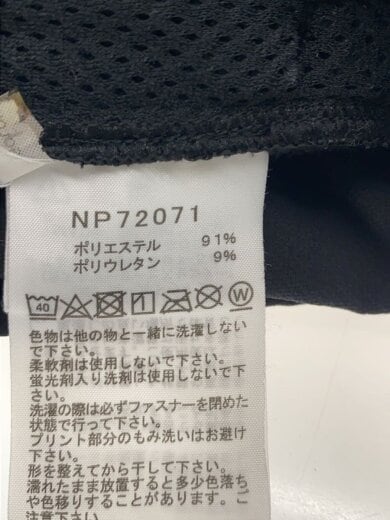 NP72071
ポリエステル 91%
ポリウレタン 9%
40 W
色物は他の物と一緒に洗濯しない
で下さい。
柔軟剤は使用しないで下さい。
蛍光剤入り洗剤は使用しないで下
さい。
洗濯の際は必ずファスナーを閉めた
状態で行って下さい。
プリント部分のもみ洗いはお避け
下さい。
形を整えてから干して下さい。
濡れたまま放置すると多少色落ち
や色移りすることがあります。ご
注意下さい。